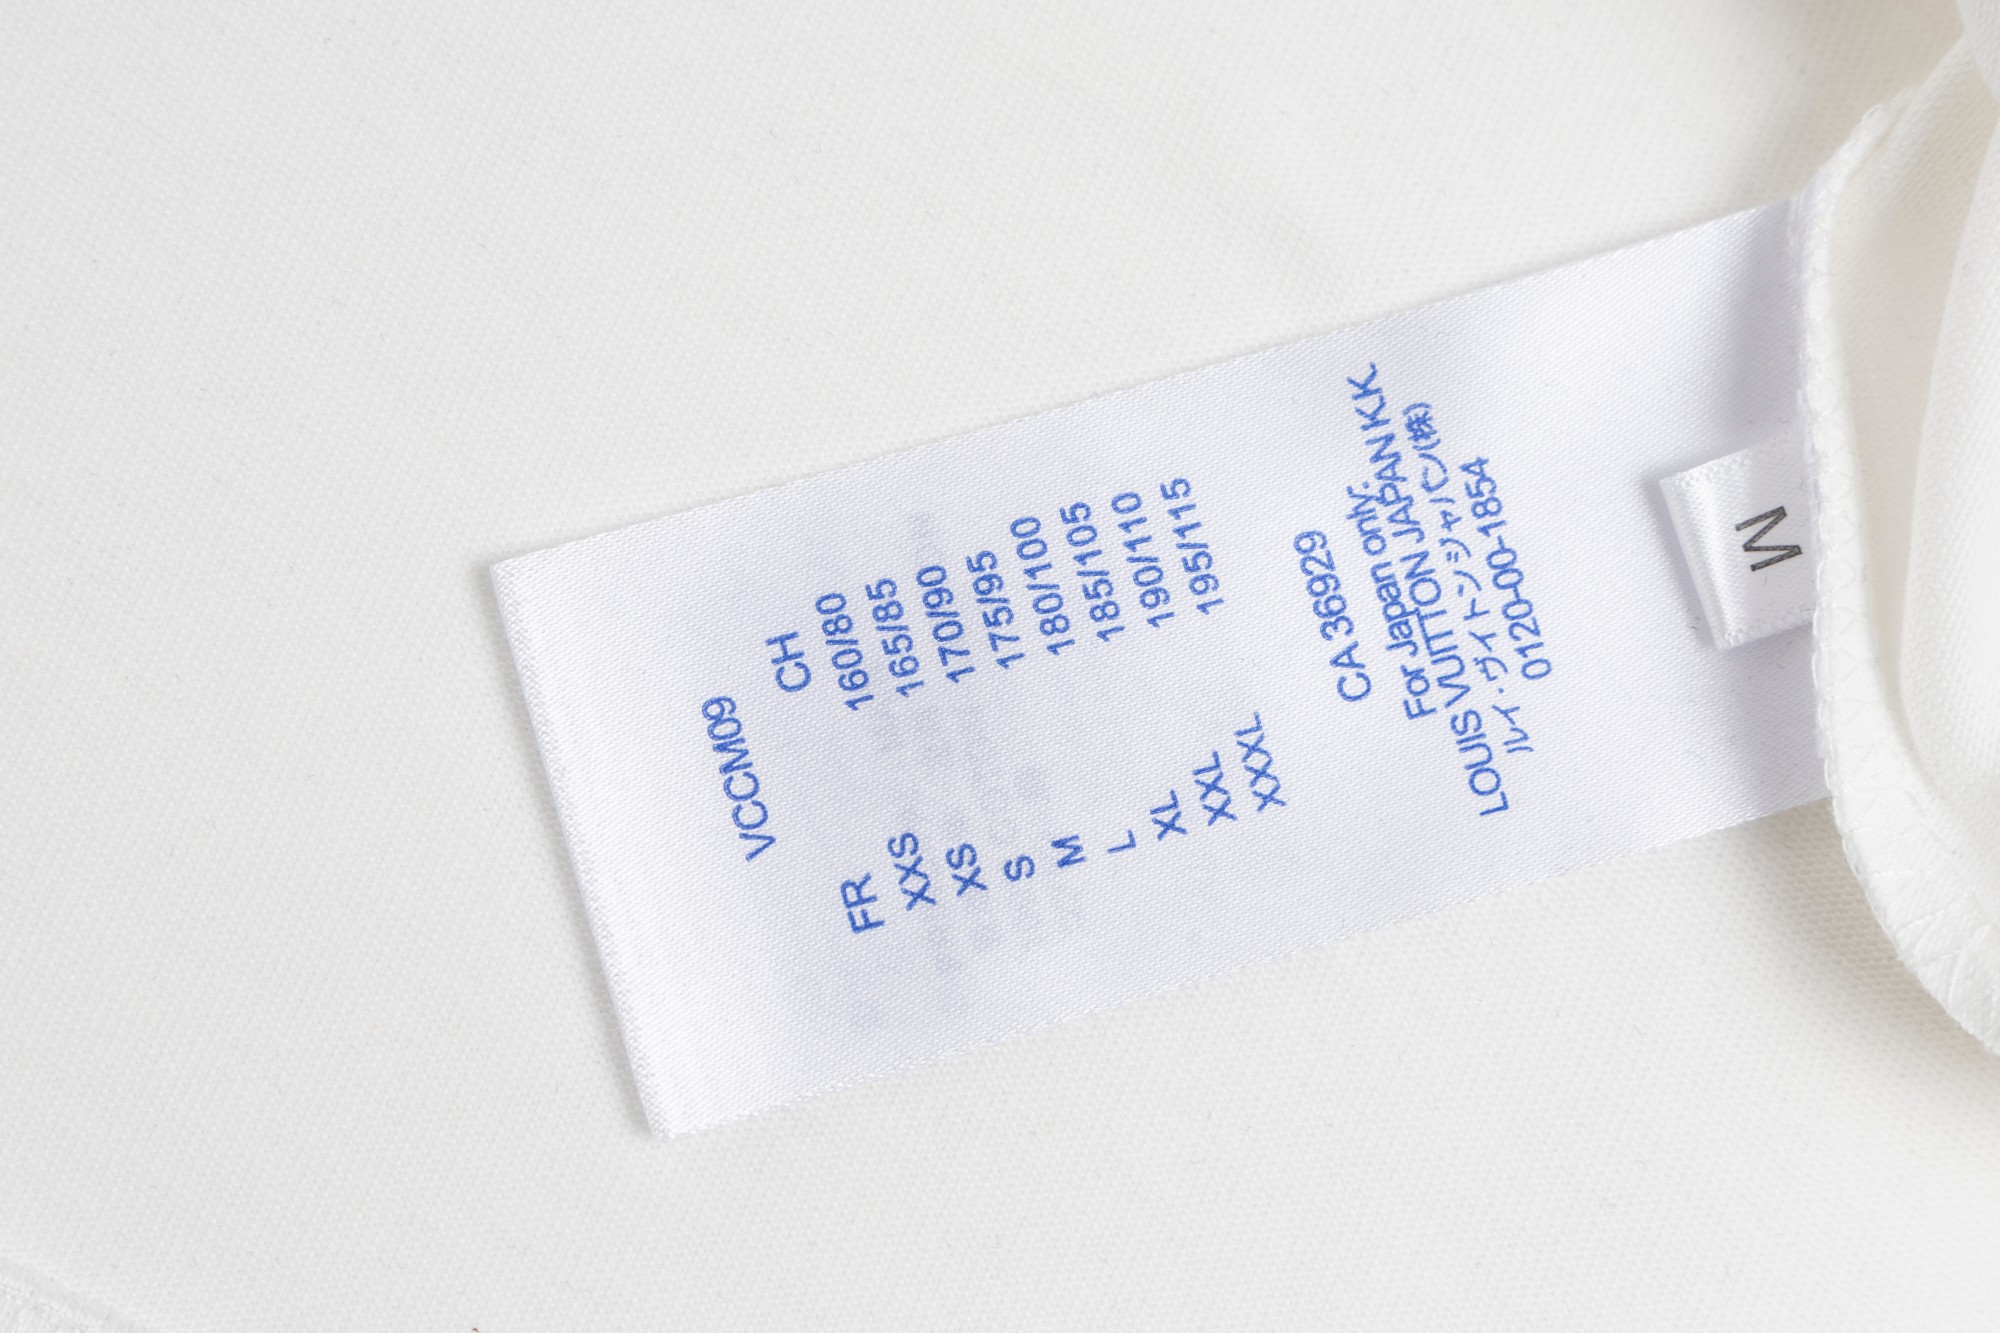 VCCM09
FR CH
XXS 160/80
XS 165/85
S 170/90
M 175/95
L 180/100
XL 185/105
XXL 190/110
XXXL 195/115
CA 36929
For Japan only:
LOUIS VUITTON JAPAN K.K.
ルイ・ヴィトンジャパン(株)
0120-00-1854
M